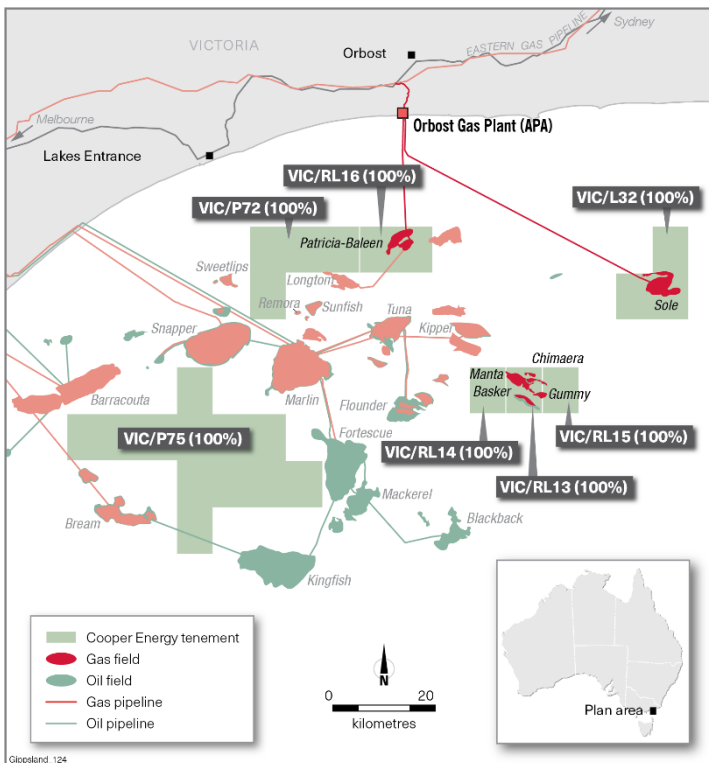 Sydney
VICTORIA
Orbost
EASTERN GAS PIPELINE
Melbourne
Orbost Gas Plant (APA)
Lakes Entrance
VIC/RL16 (100%)
VIC/P72 (100%)
VIC/L32 (100%)
Patricia-Baleen
Sweetlips
Longtom
Remora
Sunfish
Tuna
Sole
Snapper
Kipper
Chimaera
Manta
Basker
Gummy
Barracouta
Marlin
Flounder
Fortescue
VIC/P75 (100%)
VIC/RL15 (100%)
VIC/RL14 (100%)
VIC/RL13 (100%)
Mackerel
Bream
Blackback
Kingfish
Cooper Energy tenement
Gas field
Oil field
Gas pipeline
Oil pipeline
N
0 20
kilometres
Plan area
Gippsland_124